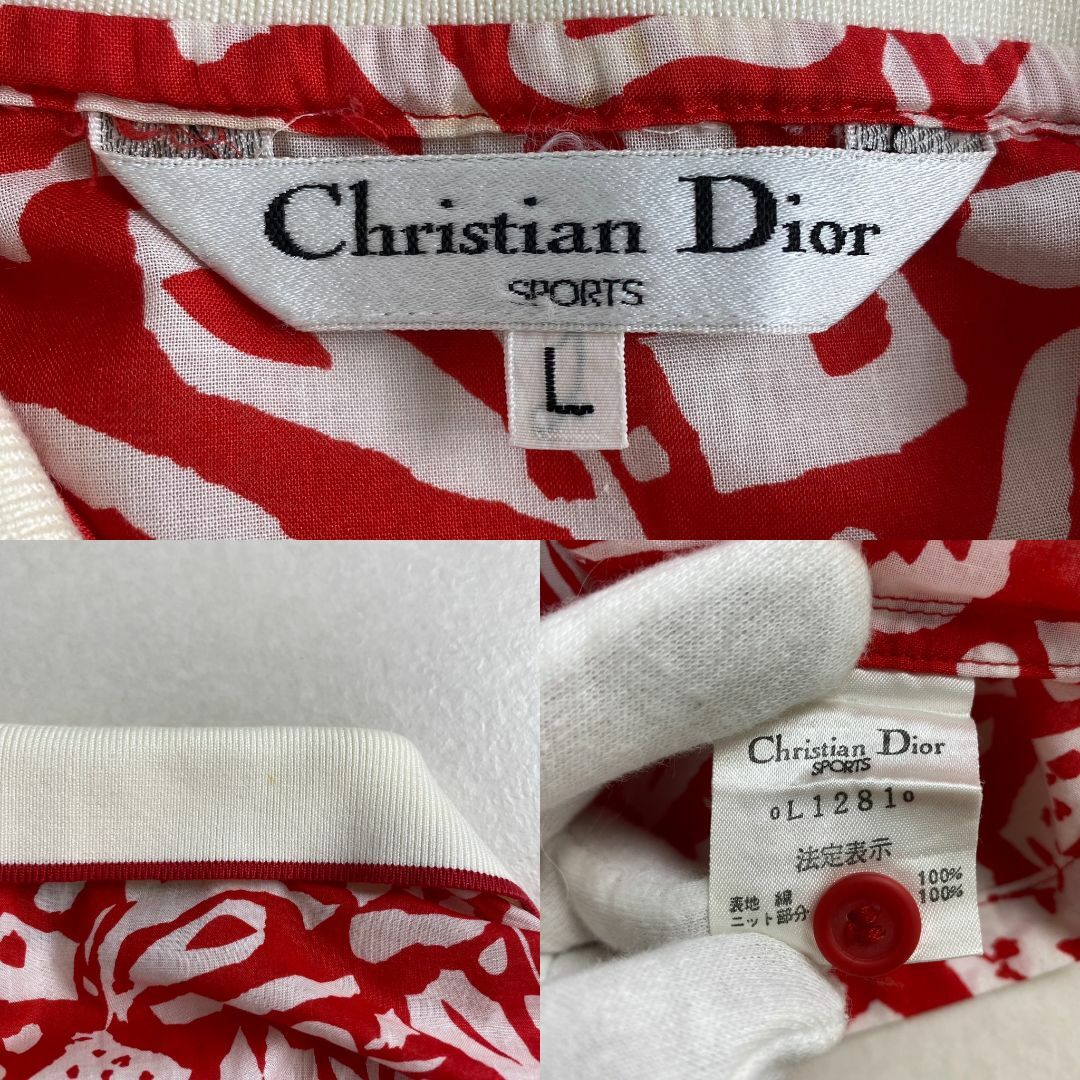 Christian Dior
SPORTS
L
Christian Dior
SPORTS
L1281
法定表示
表地 綿 100%
ニット部分 100%